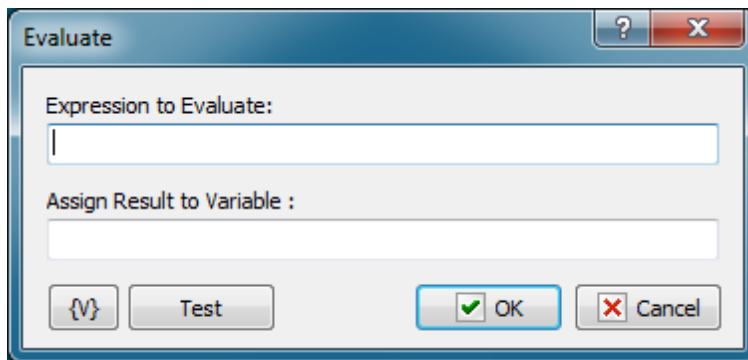 Evaluate
?
Expression to Evaluate:
Assign Result to Variable :
{V} Test OK Cancel